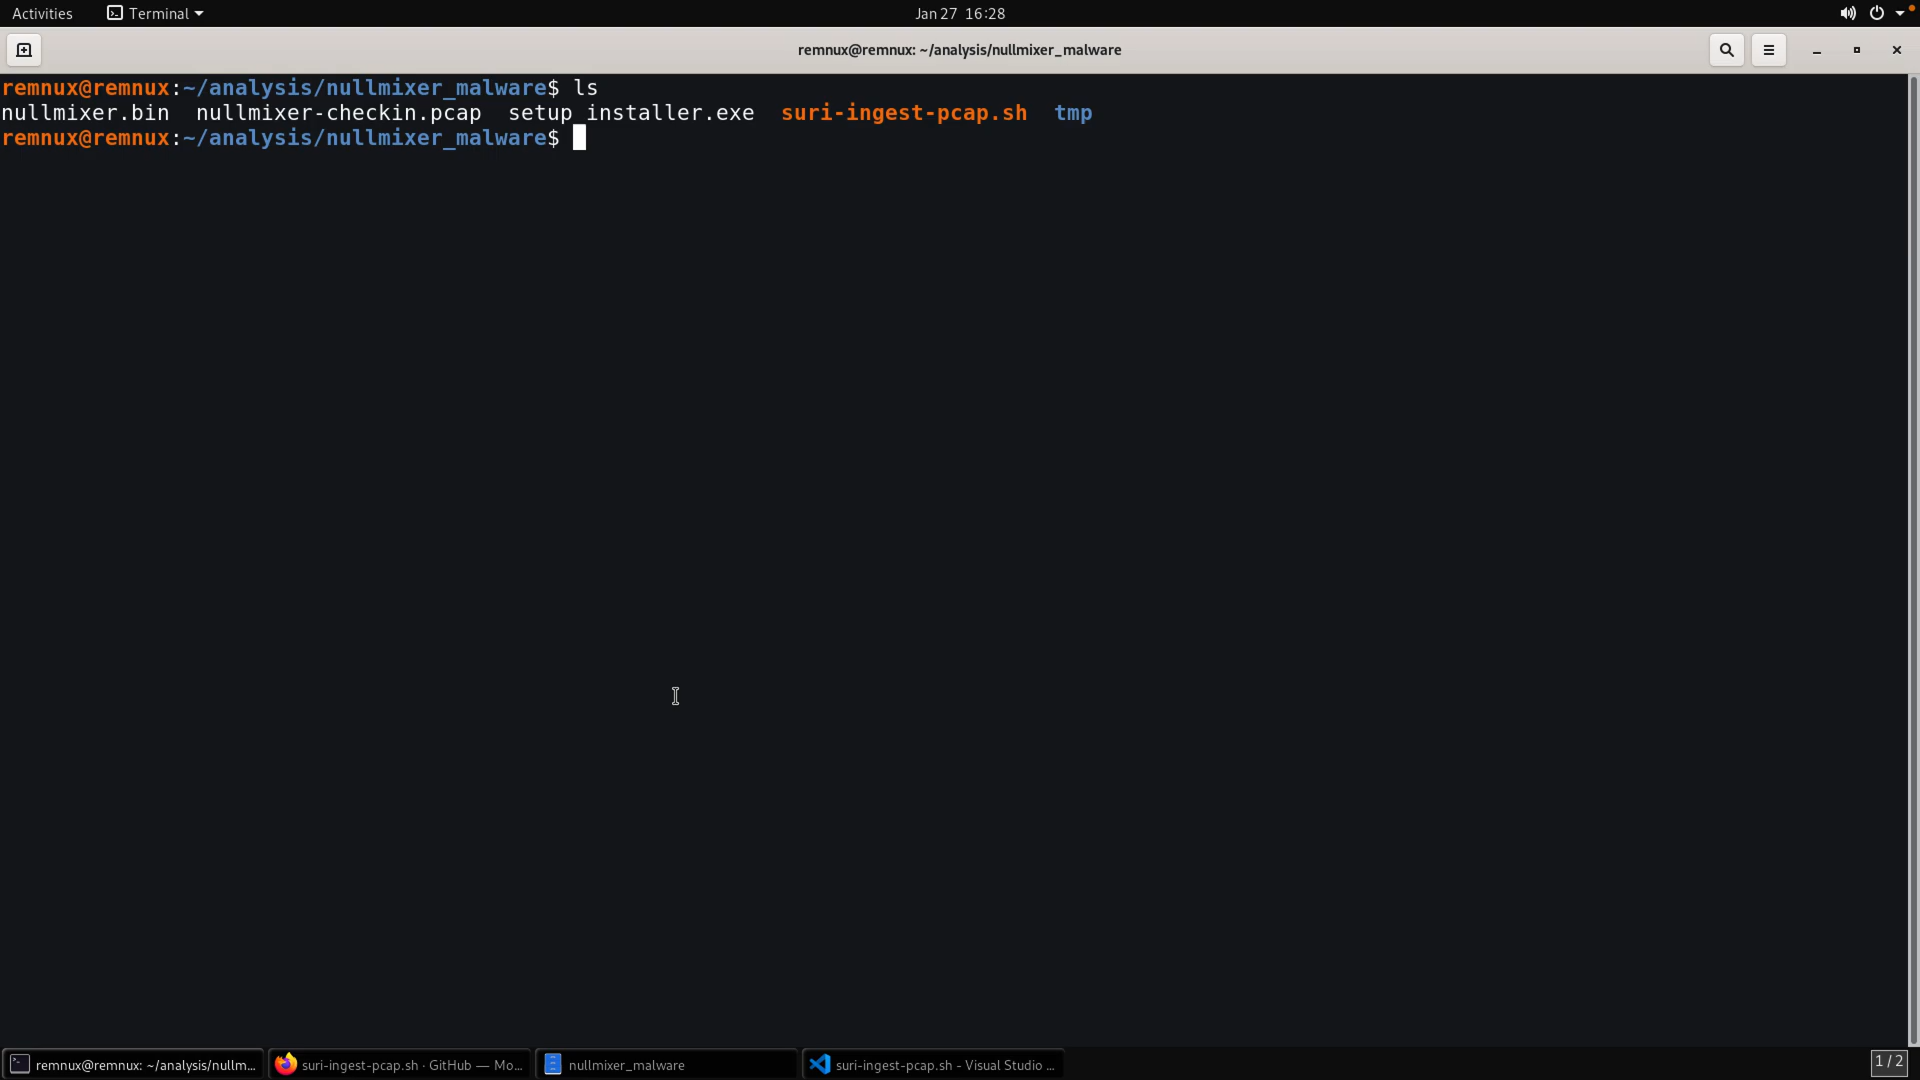 Activities Terminal Jan 27 16:28
remnux@remnux: ~/analysis/nullmixer_malware
remnux@remnux:~/analysis/nullmixer_malware$ ls
nullmixer.bin nullmixer-checkin.pcap setup_installer.exe suri-ingest-pcap.sh tmp
remnux@remnux:~/analysis/nullmixer_malware$
remnux@remnux: ~/analysis/nullm... suri-ingest-pcap.sh · GitHub — Mo... nullmixer_malware suri-ingest-pcap.sh - Visual Studio ... 1 / 2